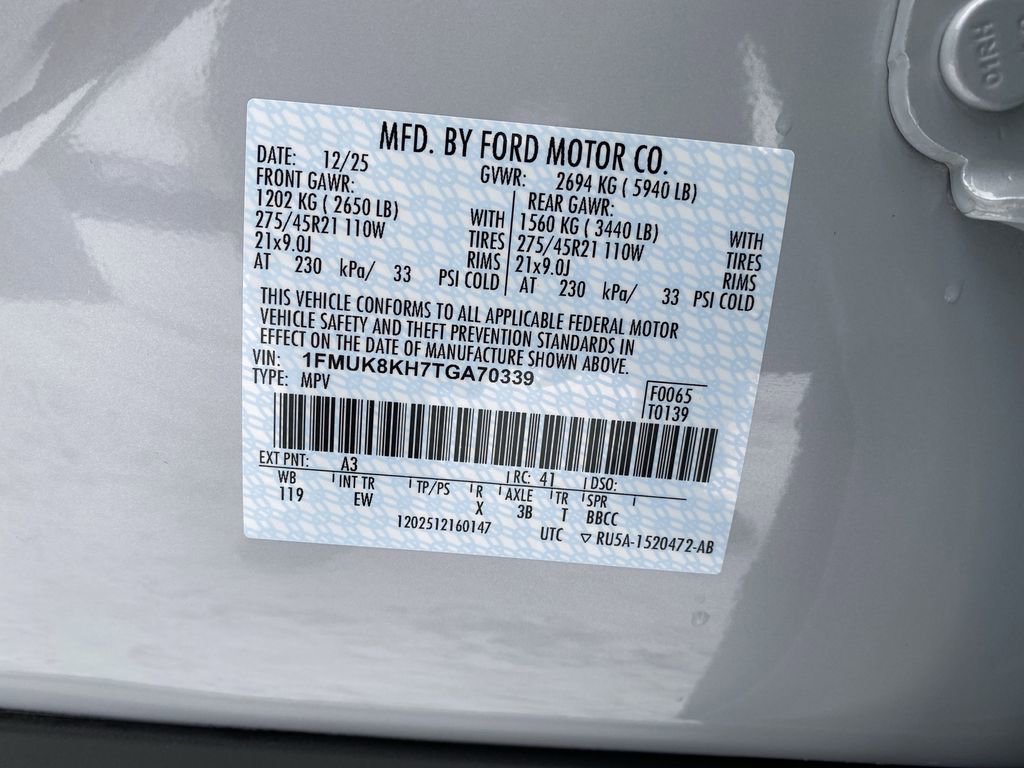 01RH
MFD. BY FORD MOTOR CO.
DATE: 12/25 GVWR: 2694 KG ( 5940 LB)
FRONT GAWR: REAR GAWR:
1202 KG ( 2650 LB) WITH 1560 KG ( 3440 LB) WITH
275/45R21 110W TIRES 275/45R21 110W TIRES
21x9.0J RIMS 21x9.0J RIMS
AT 230 kPa/ 33 PSI COLD AT 230 kPa/ 33 PSI COLD
THIS VEHICLE CONFORMS TO ALL APPLICABLE FEDERAL MOTOR
VEHICLE SAFETY AND THEFT PREVENTION STANDARDS IN
EFFECT ON THE DATE OF MANUFACTURE SHOWN ABOVE.
VIN: 1FMUK8KH7TGA70339
TYPE: MPV
F0065
T0139
EXT PNT: A3 RC: 41 DSO:
WB INT TR TP/PS R AXLE TR SPR
119 EW X 3B T BBCC
1202512160147 UTC ▽ RU5A-1520472-AB